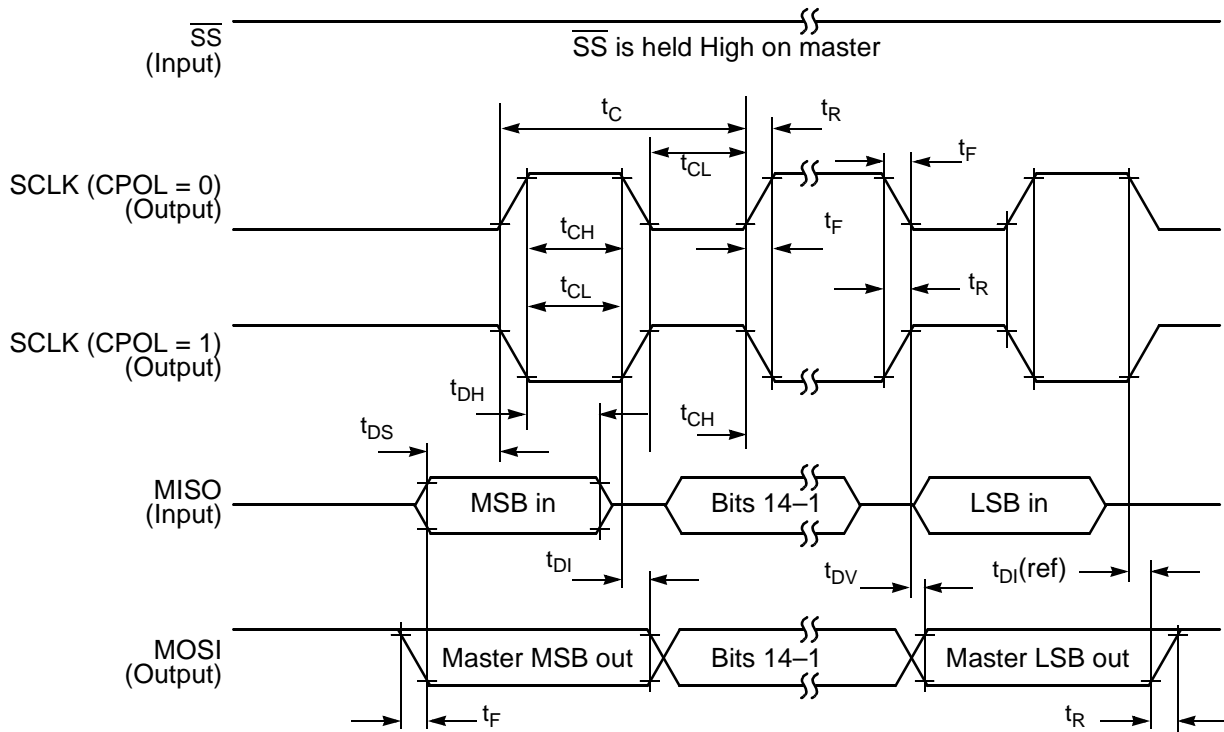 SS
(Input)
SS is held High on master
tC
tR
tCL
tF
SCLK (CPOL = 0)
(Output)
tCH
tF
tCL
tR
SCLK (CPOL = 1)
(Output)
tDH
tCH
tDS
MISO
(Input)
MSB in
Bits 14–1
LSB in
tDI
tDV
tDI(ref)
MOSI
(Output)
Master MSB out
Bits 14–1
Master LSB out
tF
tR